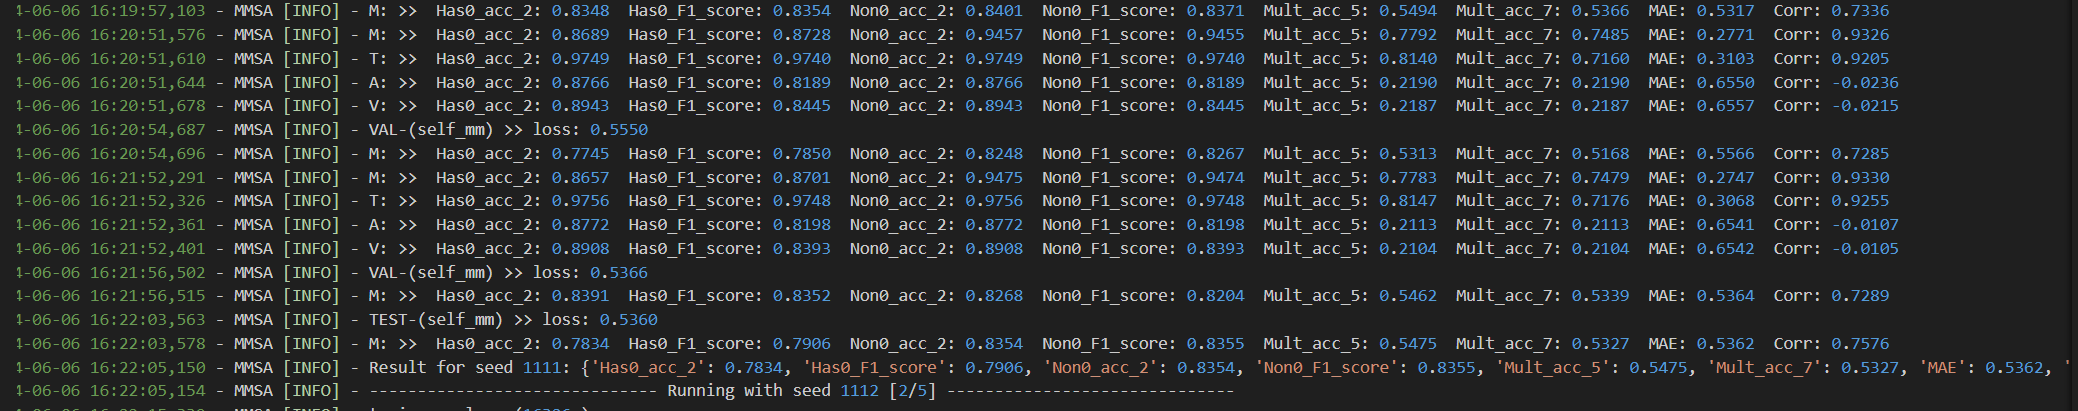 4-06-06 16:19:57,103 - MMSA [INFO] - M: >>  Has0_acc_2: 0.8348  Has0_F1_score: 0.8354  Non0_acc_2: 0.8401  Non0_F1_score: 0.8371  Mult_acc_5: 0.5494  Mult_acc_7: 0.5366  MAE: 0.5317  Corr: 0.7336
4-06-06 16:20:51,576 - MMSA [INFO] - M: >>  Has0_acc_2: 0.8689  Has0_F1_score: 0.8728  Non0_acc_2: 0.9457  Non0_F1_score: 0.9455  Mult_acc_5: 0.7792  Mult_acc_7: 0.7485  MAE: 0.2771  Corr: 0.9326
4-06-06 16:20:51,610 - MMSA [INFO] - T: >>  Has0_acc_2: 0.9749  Has0_F1_score: 0.9740  Non0_acc_2: 0.9749  Non0_F1_score: 0.9740  Mult_acc_5: 0.8140  Mult_acc_7: 0.7160  MAE: 0.3103  Corr: 0.9205
4-06-06 16:20:51,644 - MMSA [INFO] - A: >>  Has0_acc_2: 0.8766  Has0_F1_score: 0.8189  Non0_acc_2: 0.8766  Non0_F1_score: 0.8189  Mult_acc_5: 0.2190  Mult_acc_7: 0.2190  MAE: 0.6550  Corr: -0.0236
4-06-06 16:20:51,678 - MMSA [INFO] - V: >>  Has0_acc_2: 0.8943  Has0_F1_score: 0.8445  Non0_acc_2: 0.8943  Non0_F1_score: 0.8445  Mult_acc_5: 0.2187  Mult_acc_7: 0.2187  MAE: 0.6557  Corr: -0.0215
4-06-06 16:20:54,687 - MMSA [INFO] - VAL-(self_mm) >> loss: 0.5550
4-06-06 16:20:54,696 - MMSA [INFO] - M: >>  Has0_acc_2: 0.7745  Has0_F1_score: 0.7850  Non0_acc_2: 0.8248  Non0_F1_score: 0.8267  Mult_acc_5: 0.5313  Mult_acc_7: 0.5168  MAE: 0.5566  Corr: 0.7285
4-06-06 16:21:52,291 - MMSA [INFO] - M: >>  Has0_acc_2: 0.8657  Has0_F1_score: 0.8701  Non0_acc_2: 0.9475  Non0_F1_score: 0.9474  Mult_acc_5: 0.7783  Mult_acc_7: 0.7479  MAE: 0.2747  Corr: 0.9330
4-06-06 16:21:52,326 - MMSA [INFO] - T: >>  Has0_acc_2: 0.9756  Has0_F1_score: 0.9748  Non0_acc_2: 0.9756  Non0_F1_score: 0.9748  Mult_acc_5: 0.8147  Mult_acc_7: 0.7176  MAE: 0.3068  Corr: 0.9255
4-06-06 16:21:52,361 - MMSA [INFO] - A: >>  Has0_acc_2: 0.8772  Has0_F1_score: 0.8198  Non0_acc_2: 0.8772  Non0_F1_score: 0.8198  Mult_acc_5: 0.2113  Mult_acc_7: 0.2113  MAE: 0.6541  Corr: -0.0107
4-06-06 16:21:52,401 - MMSA [INFO] - V: >>  Has0_acc_2: 0.8908  Has0_F1_score: 0.8393  Non0_acc_2: 0.8908  Non0_F1_score: 0.8393  Mult_acc_5: 0.2104  Mult_acc_7: 0.2104  MAE: 0.6542  Corr: -0.0105
4-06-06 16:21:56,502 - MMSA [INFO] - VAL-(self_mm) >> loss: 0.5366
4-06-06 16:21:56,515 - MMSA [INFO] - M: >>  Has0_acc_2: 0.8391  Has0_F1_score: 0.8352  Non0_acc_2: 0.8268  Non0_F1_score: 0.8204  Mult_acc_5: 0.5462  Mult_acc_7: 0.5339  MAE: 0.5364  Corr: 0.7289
4-06-06 16:22:03,563 - MMSA [INFO] - TEST-(self_mm) >> loss: 0.5360
4-06-06 16:22:03,578 - MMSA [INFO] - M: >>  Has0_acc_2: 0.7834  Has0_F1_score: 0.7906  Non0_acc_2: 0.8354  Non0_F1_score: 0.8355  Mult_acc_5: 0.5475  Mult_acc_7: 0.5327  MAE: 0.5362  Corr: 0.7576
4-06-06 16:22:05,150 - MMSA [INFO] - Result for seed 1111: {'Has0_acc_2': 0.7834, 'Has0_F1_score': 0.7906, 'Non0_acc_2': 0.8354, 'Non0_F1_score': 0.8355, 'Mult_acc_5': 0.5475, 'Mult_acc_7': 0.5327, 'MAE': 0.5362, '
4-06-06 16:22:05,154 - MMSA [INFO] - ------------------------------ Running with seed 1112 [2/5] ------------------------------